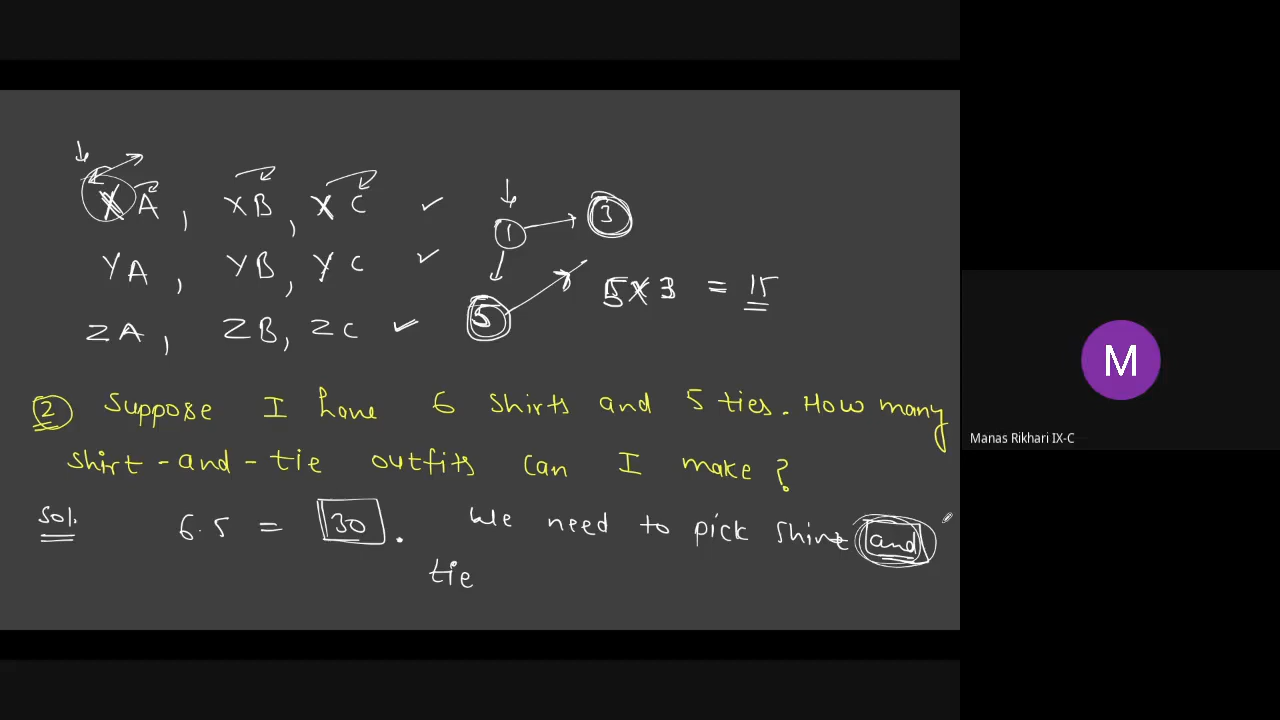 XA, XB, XC ✓
YA, YB, YC ✓
ZA, ZB, ZC ✓
1 → 3
5
5×3 = 15
2 Suppose I have 6 shirts and 5 ties. How many
shirt-and-tie outfits can I make?
Sol. 6.5 = 30. We need to pick shirt and
tie
M
Manas Rikhari IX-C